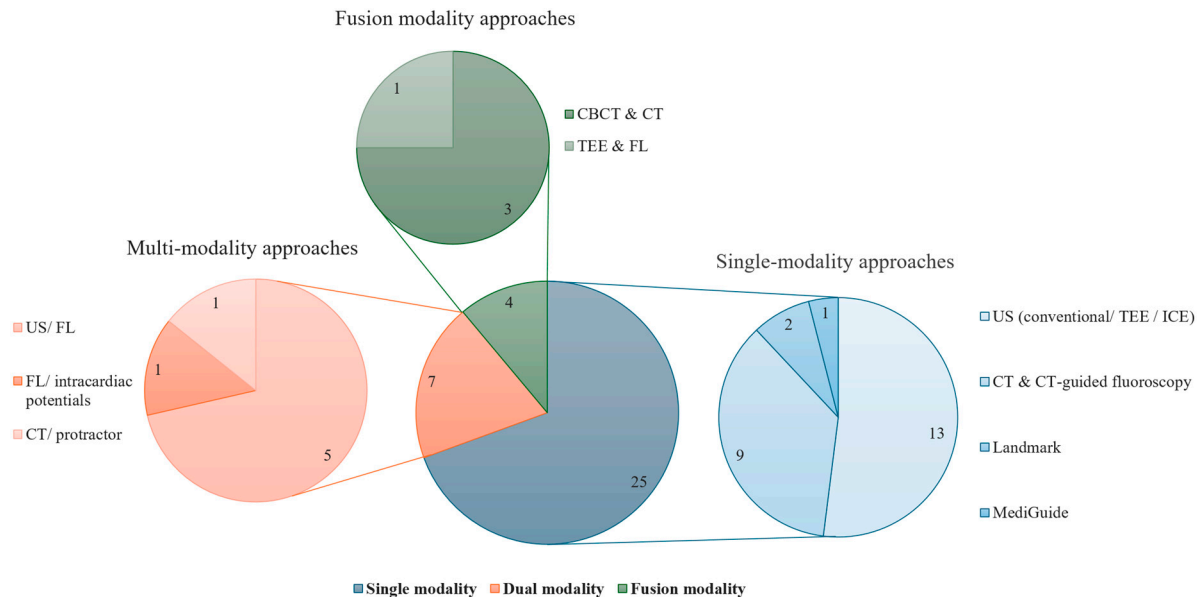 Fusion modality approaches
1
3
CBCT & CT
TEE & FL
Multi-modality approaches
1
1
5
US/ FL
FL/ intracardiac
potentials
CT/ protractor
4
7
25
Single-modality approaches
1
2
9
13
US (conventional/ TEE / ICE)
CT & CT-guided fluoroscopy
Landmark
MediGuide
Single modality Dual modality Fusion modality